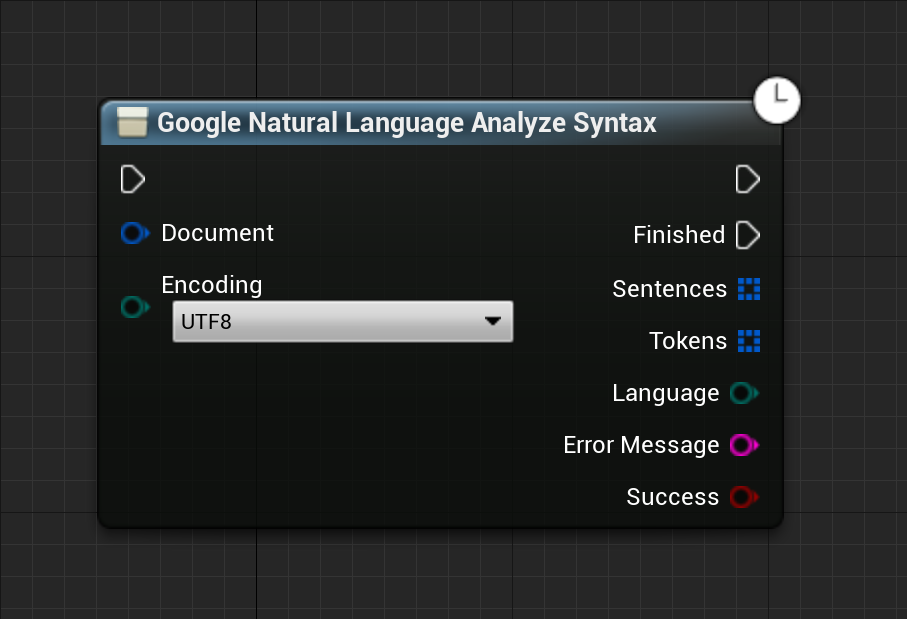 Google Natural Language Analyze Syntax
Document
Finished
Encoding
UTF8
Sentences
Tokens
Language
Error Message
Success